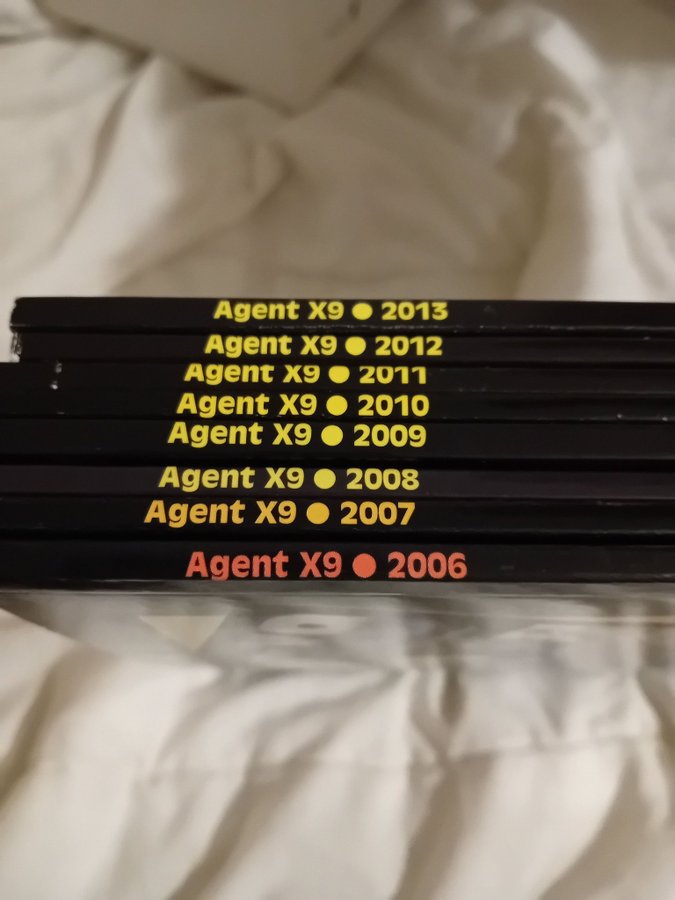 Agent X9 ● 2013
Agent X9 ● 2012
Agent X9 ● 2011
Agent X9 ● 2010
Agent X9 ● 2009
Agent X9 ● 2008
Agent X9 ● 2007
Agent X9 ● 2006